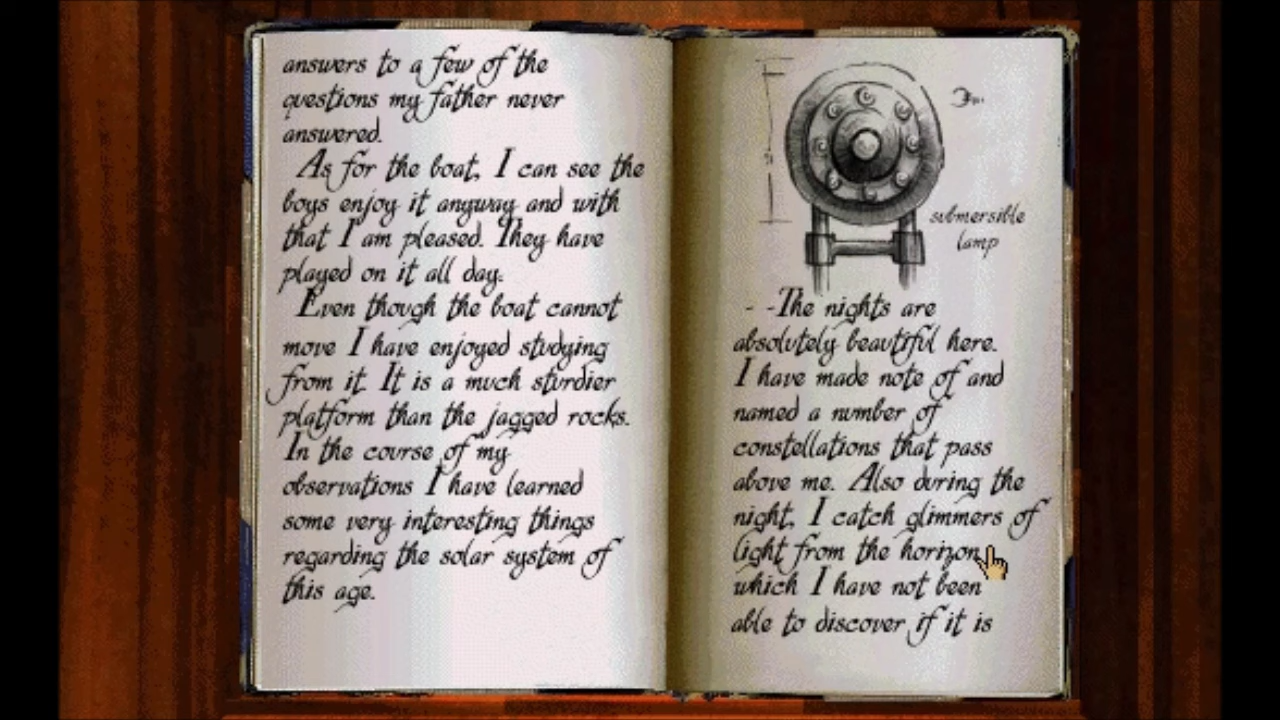 answers to a few of the
questions my father never
answered.
As for the boat, I can see the
boys enjoy it anyway and with
that I am pleased. They have
played on it all day.
Even though the boat cannot
move I have enjoyed studying
from it. It is a much sturdier
platform than the jagged rocks.
In the course of my
observations I have learned
some very interesting things
regarding the solar system of
this age.
submersible
lamp
- -The nights are
absolutely beautiful here.
I have made note of and
named a number of
constellations that pass
above me. Also during the
night, I catch glimmers of
light from the horizon
which I have not been
able to discover if it is